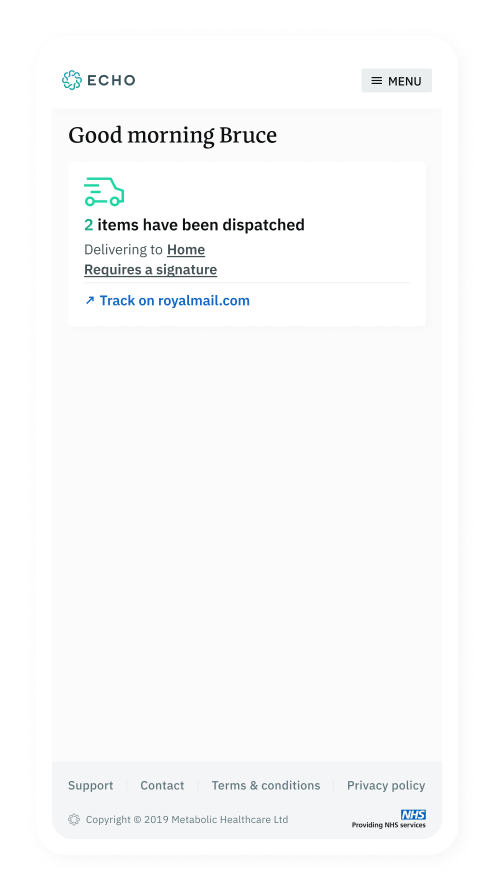 ECHO
MENU
Good morning Bruce
2 items have been dispatched
Delivering to Home
Requires a signature
↗ Track on royalmail.com
Support Contact Terms & conditions Privacy policy
Copyright © 2019 Metabolic Healthcare Ltd
NHS
Providing NHS services